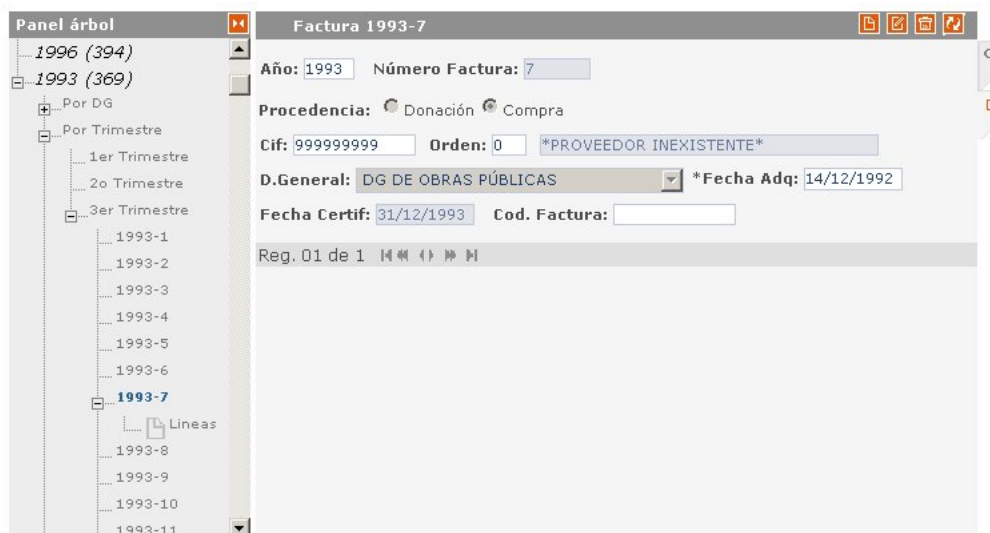 Panel árbol
1996 (394)
1993 (369)
Por DG
Por Trimestre
1er Trimestre
2o Trimestre
3er Trimestre
1993-1
1993-2
1993-3
1993-4
1993-5
1993-6
1993-7
Lineas
1993-8
1993-9
1993-10
1993-11
Factura 1993-7
Año: 1993 Número Factura: 7
Procedencia: Donación Compra
Cif: 999999999 Orden: 0 *PROVEEDOR INEXISTENTE*
D.General: DG DE OBRAS PÚBLICAS *Fecha Adq: 14/12/1992
Fecha Certif: 31/12/1993 Cod. Factura:
Reg. 01 de 1